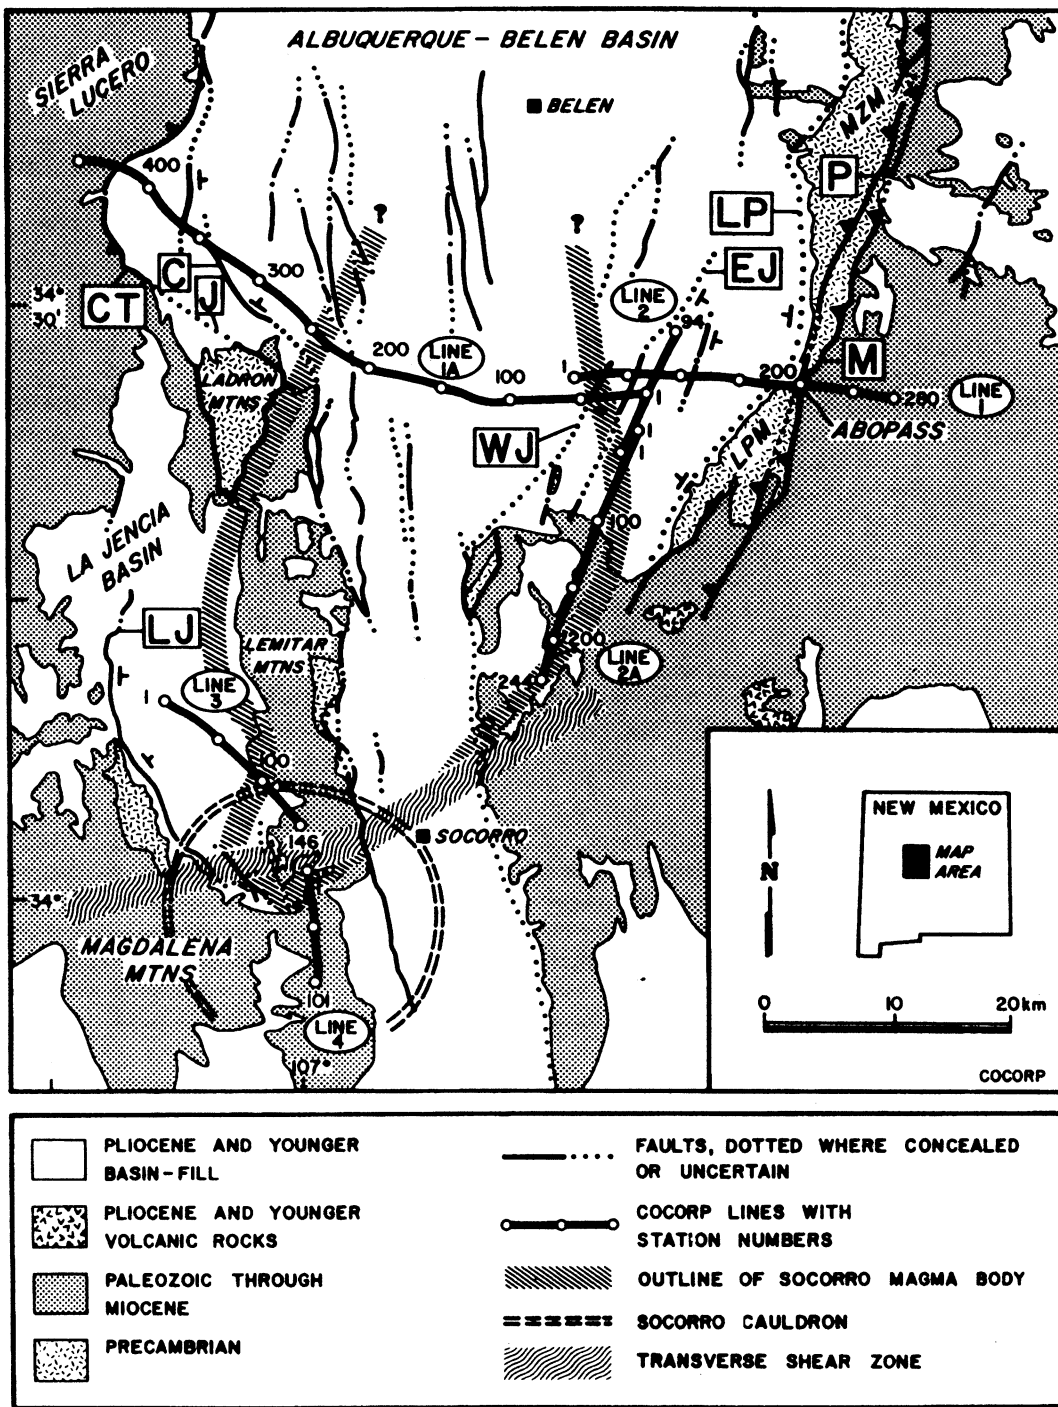 ALBUQUERQUE - BELEN BASIN
SIERRA
LUCERO
BELEN
MZM
400
P
LP
C
EJ
J
300
LINE
2
34°
30'
CT
94
200
LINE
1A
1
200
M
LADRON
MTNS
100
1
280
LINE
1
ABOPASS
WJ
1
LPM
100
LA JENCIA
BASIN
LJ
LEMITAR
MTNS
200
LINE
2A
LINE
3
244
1
100
NEW MEXICO
SOCORRO
146
MAP
AREA
N
34°
MAGDALENA
MTNS
101
LINE
4
0
10
20km
107°
COCORP
PLIOCENE AND YOUNGER
BASIN-FILL
PLIOCENE AND YOUNGER
VOLCANIC ROCKS
PALEOZOIC THROUGH
MIOCENE
PRECAMBRIAN
FAULTS, DOTTED WHERE CONCEALED
OR UNCERTAIN
COCORP LINES WITH
STATION NUMBERS
OUTLINE OF SOCORRO MAGMA BODY
SOCORRO CAULDRON
TRANSVERSE SHEAR ZONE